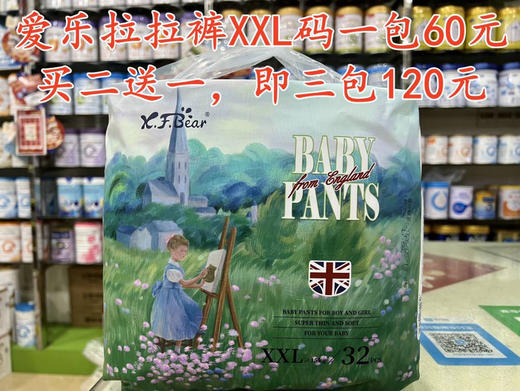 爱乐拉拉裤XXL码一包60元
买二送一，即三包120元
X.F.Bear
BABY
from England
PANTS
BABY PANTS FOR BOY AND GIRL
SUPER THIN AND SOFT
FOR YOUR BABY
XXL
32PCS